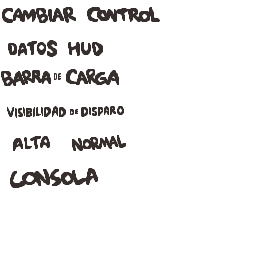 CAMBIAR CONTROL
DATOS HUD
BARRA DE CARGA
VISIBILIDAD DE DISPARO
ALTA NORMAL
CONSOLA